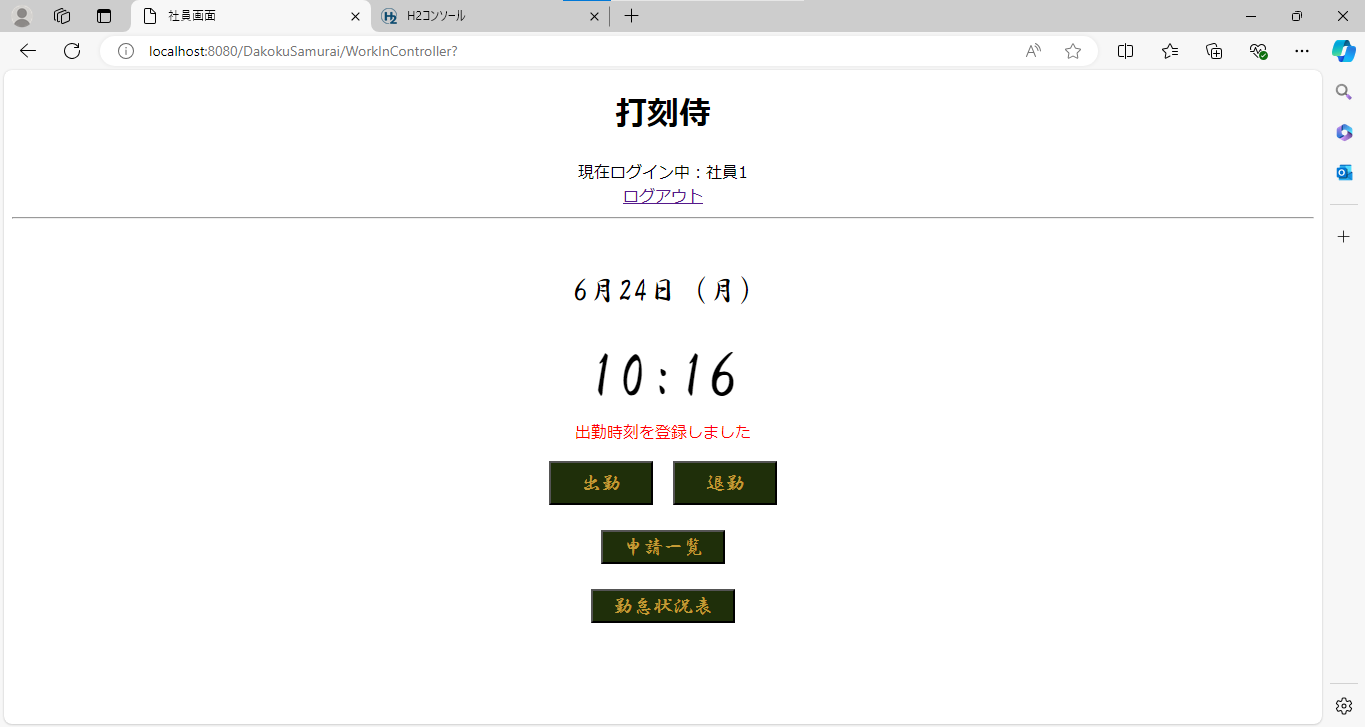 社員画面
H2コンソール
localhost:8080/DakokuSamurai/WorkInController?
打刻侍
現在ログイン中：社員1
ログアウト
6月24日（月）
10:16
出勤時刻を登録しました
出勤 退勤
申請一覧
勤怠状況表